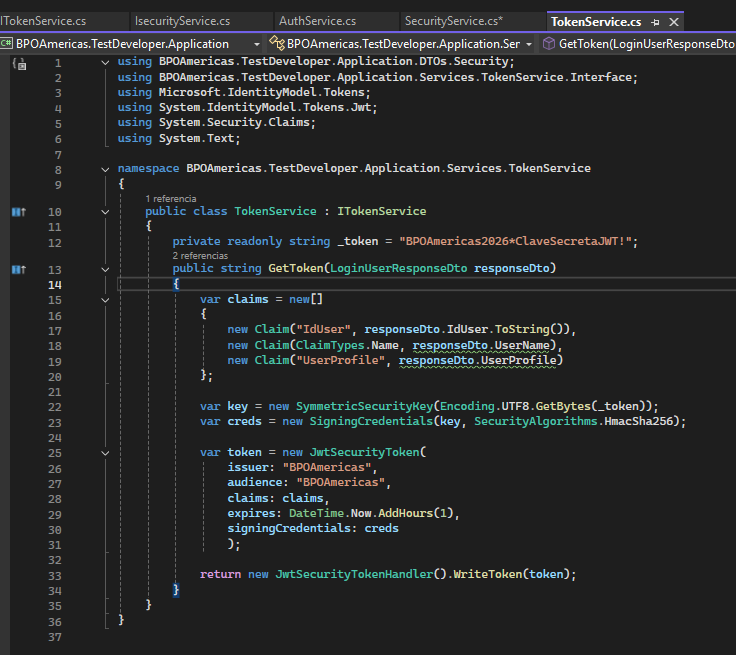 ITokenService.cs IsecurityService.cs AuthService.cs SecurityService.cs* TokenService.cs
C# BPOAmericas.TestDeveloper.Application BPOAmericas.TestDeveloper.Application.Ser GetToken(LoginUserResponseDto
1 using BPOAmericas.TestDeveloper.Application.DTOs.Security;
2 using BPOAmericas.TestDeveloper.Application.Services.TokenService.Interface;
3 using Microsoft.IdentityModel.Tokens;
4 using System.IdentityModel.Tokens.Jwt;
5 using System.Security.Claims;
6 using System.Text;
7
8 namespace BPOAmericas.TestDeveloper.Application.Services.TokenService
9 {
1 referencia
10 public class TokenService : ITokenService
11 {
12 private readonly string _token = "BPOAmericas2026*ClaveSecretaJWT!";
2 referencias
13 public string GetToken(LoginUserResponseDto responseDto)
14 {
15 var claims = new[]
16 {
17 new Claim("IdUser", responseDto.IdUser.ToString()),
18 new Claim(ClaimTypes.Name, responseDto.UserName),
19 new Claim("UserProfile", responseDto.UserProfile)
20 };
21
22 var key = new SymmetricSecurityKey(Encoding.UTF8.GetBytes(_token));
23 var creds = new SigningCredentials(key, SecurityAlgorithms.HmacSha256);
24
25 var token = new JwtSecurityToken(
26 issuer: "BPOAmericas",
27 audience: "BPOAmericas",
28 claims: claims,
29 expires: DateTime.Now.AddHours(1),
30 signingCredentials: creds
31 );
32
33 return new JwtSecurityTokenHandler().WriteToken(token);
34 }
35 }
36 }
37